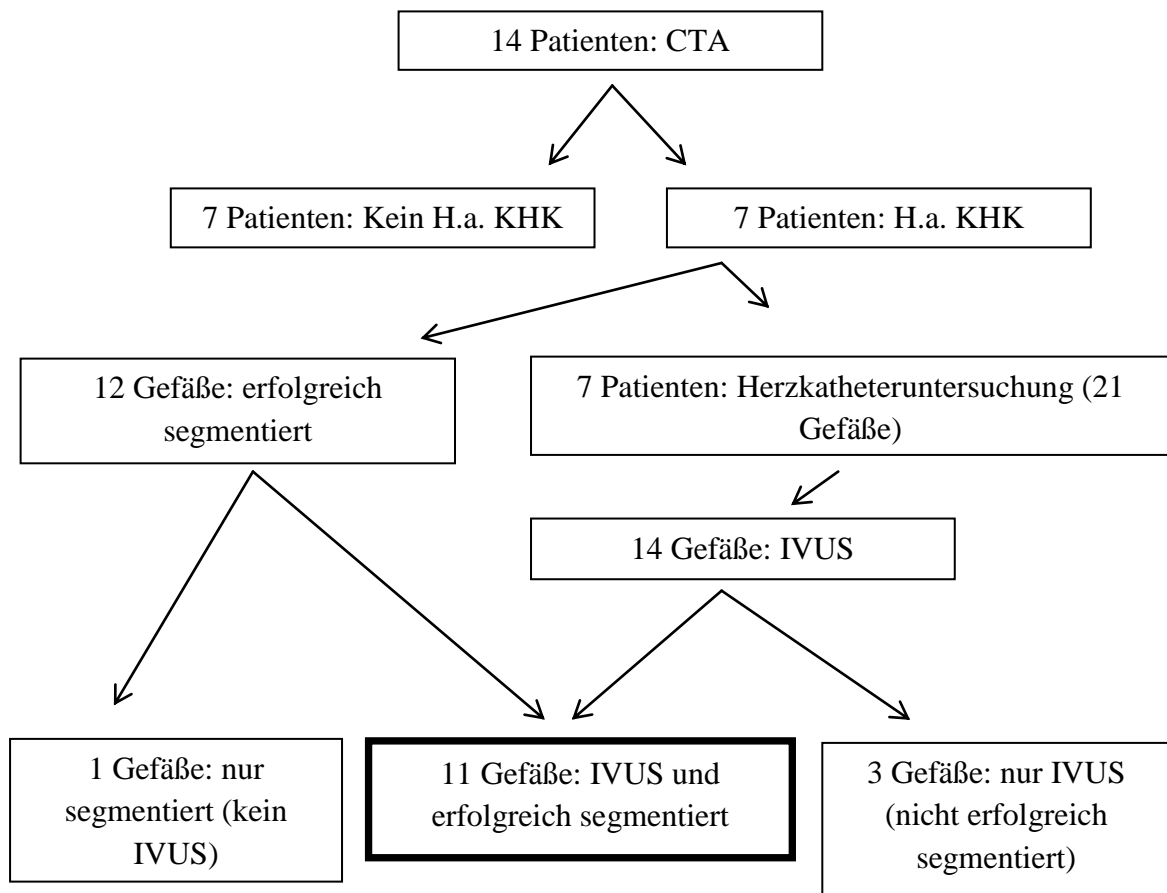 14 Patienten: CTA
7 Patienten: Kein H.a. KHK
7 Patienten: H.a. KHK
12 Gefäße: erfolgreich
segmentiert
7 Patienten: Herzkatheteruntersuchung (21
Gefäße)
14 Gefäße: IVUS
1 Gefäße: nur
segmentiert (kein
IVUS)
11 Gefäße: IVUS und
erfolgreich segmentiert
3 Gefäße: nur IVUS
(nicht erfolgreich
segmentiert)